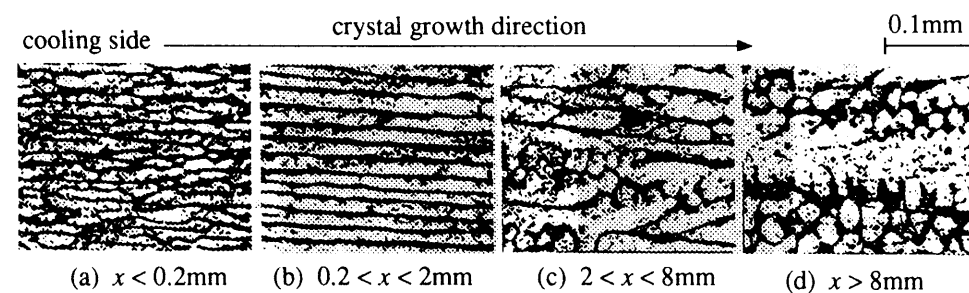 crystal growth direction
0.1mm
cooling side
(a) x < 0.2mm
(b) 0.2 < x < 2mm
(c) 2 < x < 8mm
(d) x > 8mm